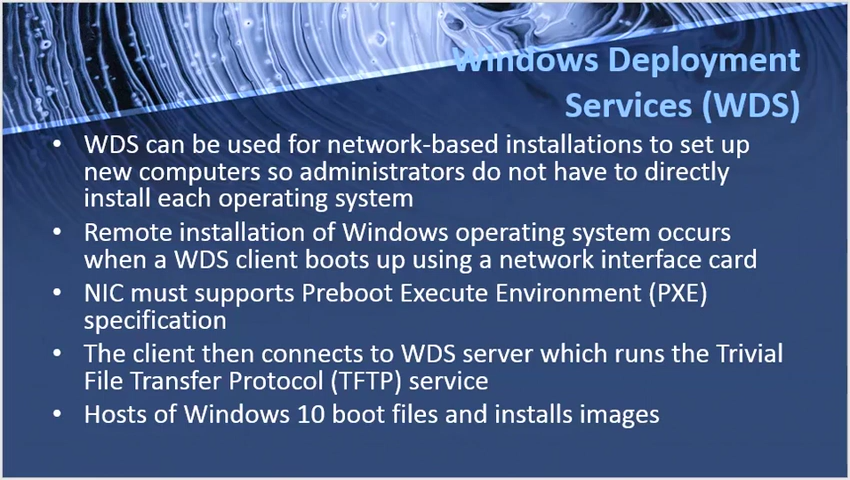 Windows Deployment
Services (WDS)
• WDS can be used for network-based installations to set up
new computers so administrators do not have to directly
install each operating system
• Remote installation of Windows operating system occurs
when a WDS client boots up using a network interface card
• NIC must supports Preboot Execute Environment (PXE)
specification
• The client then connects to WDS server which runs the Trivial
File Transfer Protocol (TFTP) service
• Hosts of Windows 10 boot files and installs images